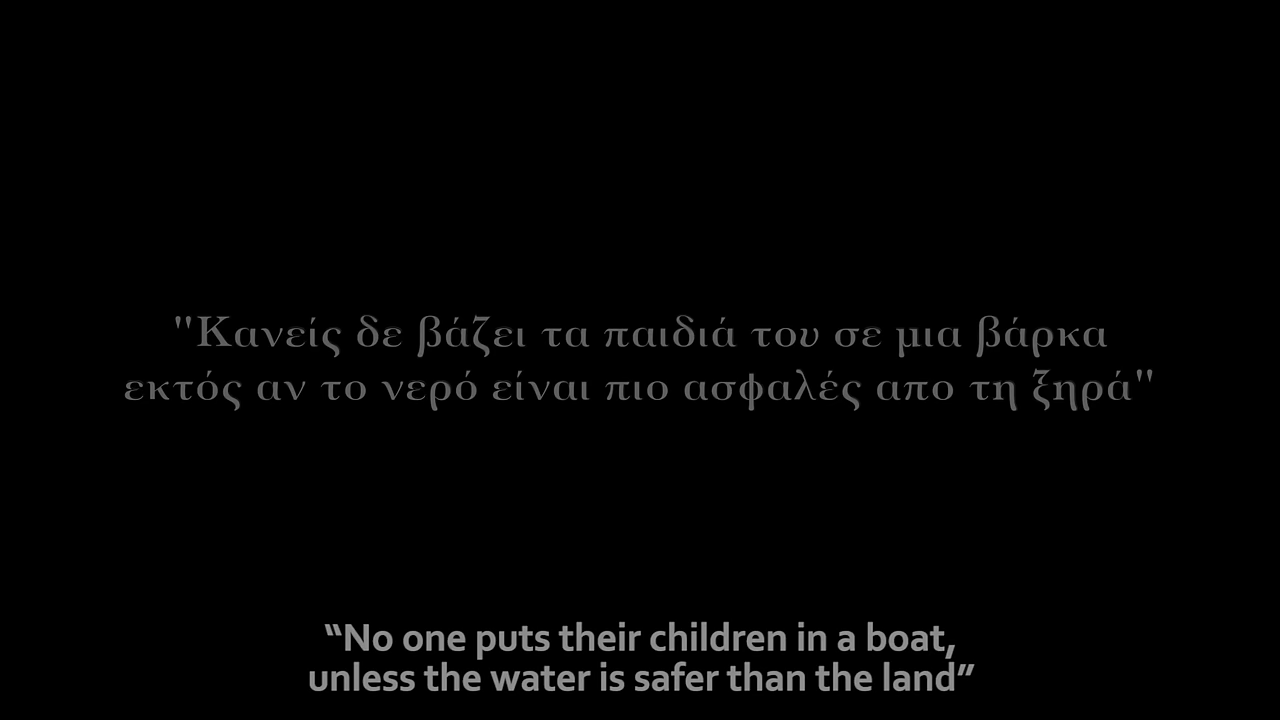 "Κανείς δε βάζει τα παιδιά του σε μια βάρκα
εκτός αν το νερό είναι πιο ασφαλές απο τη ξηρά"
“No one puts their children in a boat,
unless the water is safer than the land”